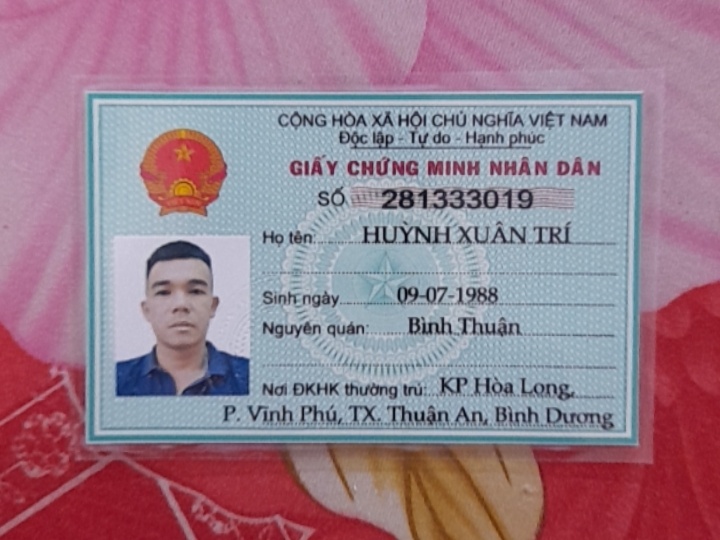 CỘNG HÒA XÃ HỘI CHỦ NGHĨA VIỆT NAM
Độc lập - Tự do - Hạnh phúc
GIẤY CHỨNG MINH NHÂN DÂN
SỐ 281333019
Họ tên: HUỲNH XUÂN TRÍ
Sinh ngày 09-07-1988
Nguyên quán: Bình Thuận
Nơi ĐKHK thường trú: KP Hòa Long,
P. Vĩnh Phú, TX. Thuận An, Bình Dương